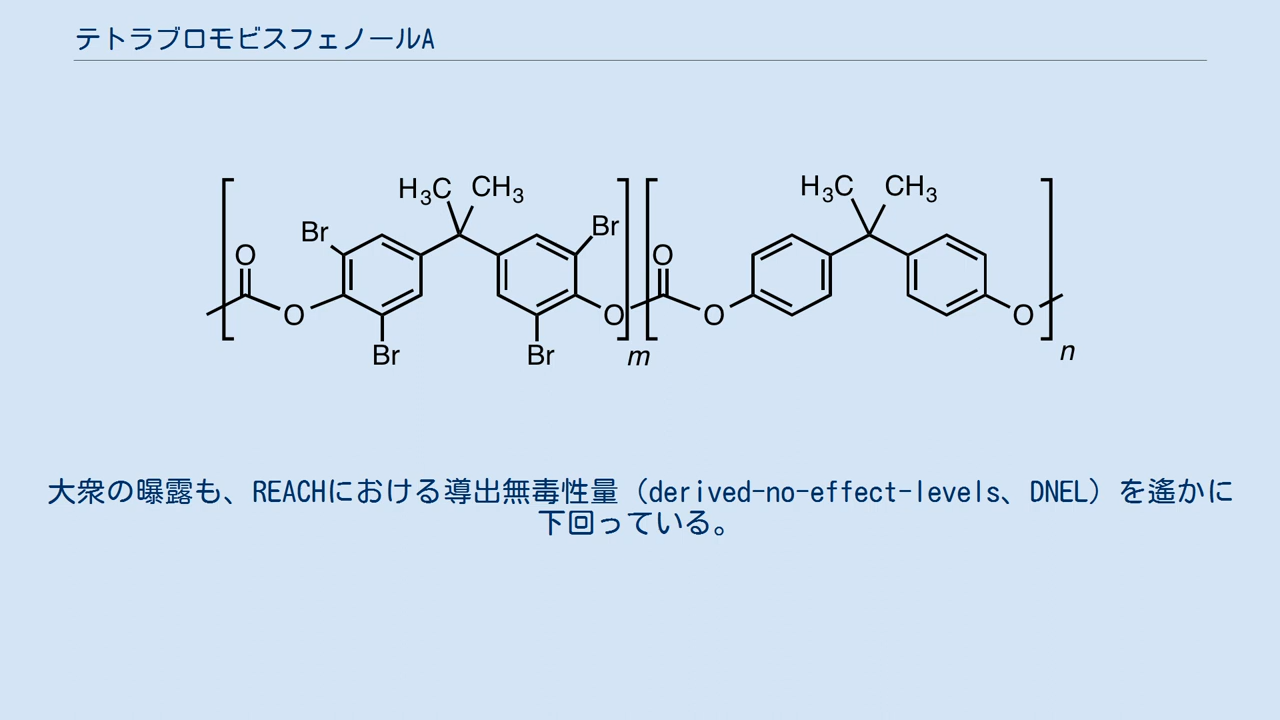 テトラブロモビスフェノールA
H3C CH3 H3C CH3
Br Br
O O
O O O O
Br Br m n
大衆の曝露も、REACHにおける導出無毒性量（derived-no-effect-levels、DNEL）を遙かに
下回っている。